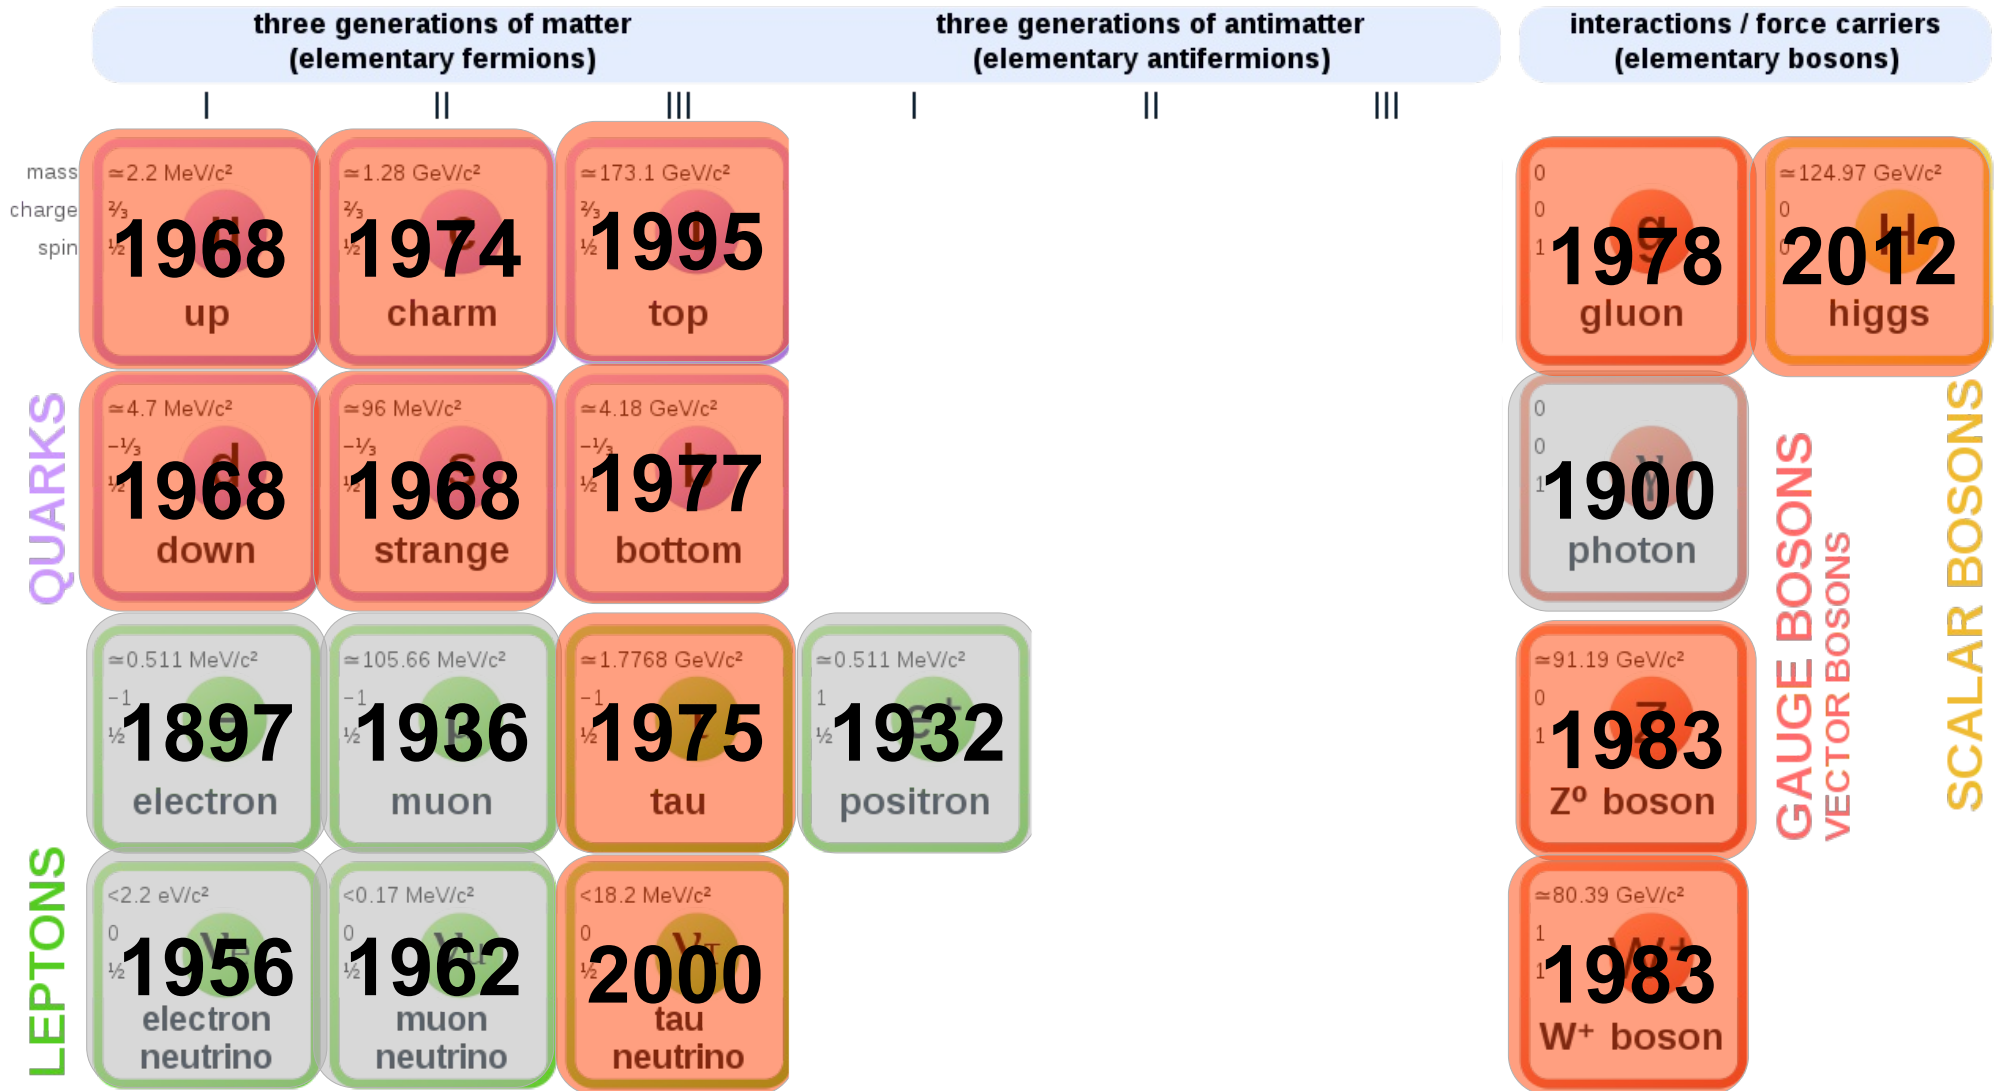 three generations of matter
(elementary fermions)
three generations of antimatter
(elementary antifermions)
interactions / force carriers
(elementary bosons)
I
II
III
I
II
III
mass
charge
spin
≃2.2 MeV/c²
⅔
½
1968
up
≃1.28 GeV/c²
⅔
½
1974
charm
≃173.1 GeV/c²
⅔
½
1995
top
0
0
1
g
1978
gluon
≃124.97 GeV/c²
0
0
H
2012
higgs
QUARKS
≃4.7 MeV/c²
−⅓
½
d
1968
down
≃96 MeV/c²
−⅓
½
s
1968
strange
≃4.18 GeV/c²
−⅓
½
b
1977
bottom
0
0
1
γ
1900
photon
GAUGE BOSONS
VECTOR BOSONS
SCALAR BOSONS
LEPTONS
≃0.511 MeV/c²
−1
½
1897
electron
≃105.66 MeV/c²
−1
½
1936
muon
≃1.7768 GeV/c²
−1
½
1975
tau
≃0.511 MeV/c²
1
½
e⁺
1932
positron
≃91.19 GeV/c²
0
1
Z
1983
Z⁰ boson
<2.2 eV/c²
0
½
νe
1956
electron
neutrino
<0.17 MeV/c²
0
½
νμ
1962
muon
neutrino
<18.2 MeV/c²
0
½
ντ
2000
tau
neutrino
≃80.39 GeV/c²
1
1
W⁺
1983
W⁺ boson